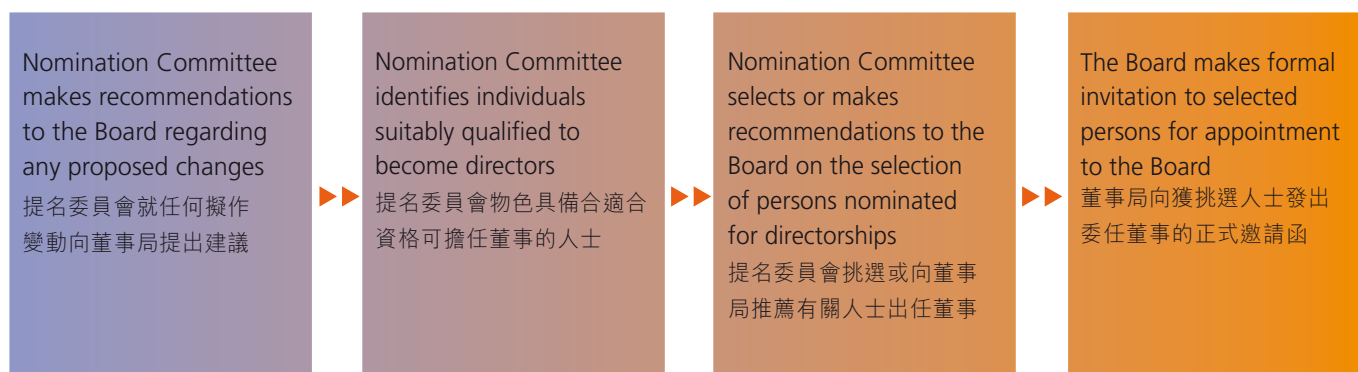 Nomination Committee
makes recommendations
to the Board regarding
any proposed changes
提名委員會就任何擬作
變動向董事局提出建議
Nomination Committee
identifies individuals
suitably qualified to
become directors
提名委員會物色具備合適合
資格可擔任董事的人士
Nomination Committee
selects or makes
recommendations to the
Board on the selection
of persons nominated
for directorships
提名委員會挑選或向董事
局推薦有關人士出任董事
The Board makes formal
invitation to selected
persons for appointment
to the Board
董事局向獲挑選人士發出
委任董事的正式邀請函